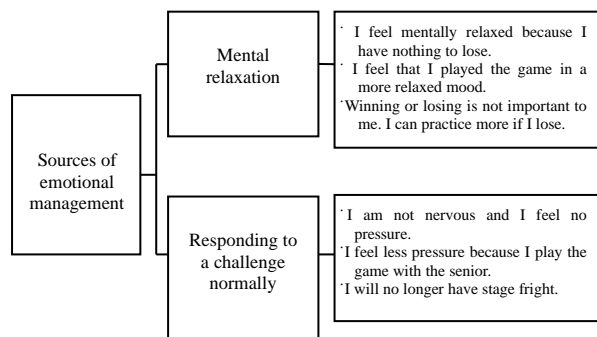 Sources of
emotional
management
Mental
relaxation
· I feel mentally relaxed because I
have nothing to lose.
· I feel that I played the game in a
more relaxed mood.
·Winning or losing is not important to
me. I can practice more if I lose.
Responding to
a challenge
normally
· I am not nervous and I feel no
pressure.
·I feel less pressure because I play the
game with the senior.
·I will no longer have stage fright.